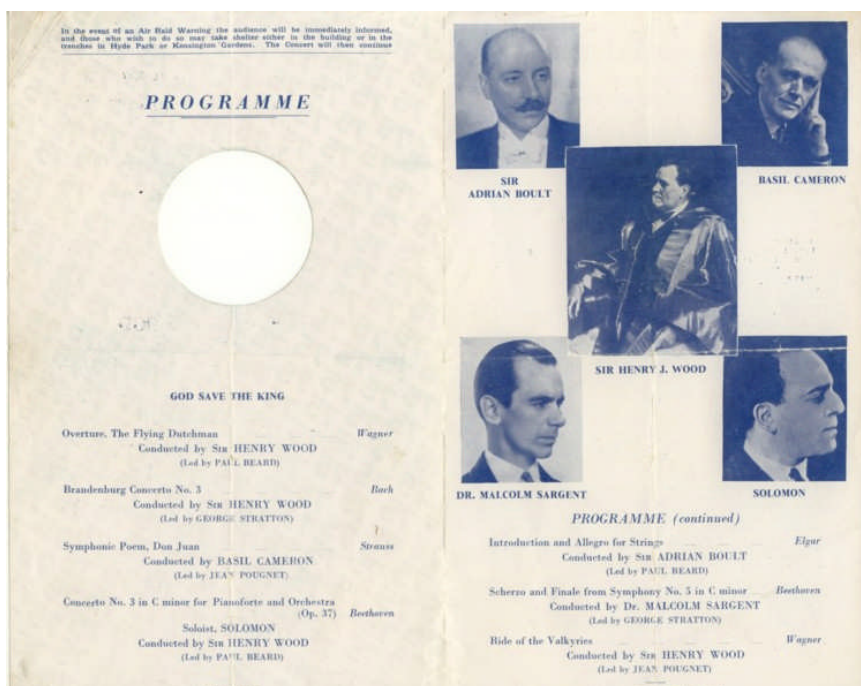 In the event of an Air Raid Warning the audience will be immediately informed,
and those who wish to do so may take shelter either in the building or in the
trenches in Hyde Park or Kensington Gardens. The Concert will then continue
PROGRAMME
GOD SAVE THE KING
Overture, The Flying Dutchman Wagner
Conducted by SIR HENRY WOOD
(Led by PAUL BEARD)
Brandenburg Concerto No. 3 Bach
Conducted by SIR HENRY WOOD
(Led by GEORGE STRATTON)
Symphonic Poem, Don Juan Strauss
Conducted by BASIL CAMERON
(Led by JEAN POUGNET)
Concerto No. 3 in C minor for Pianoforte and Orchestra
(Op. 37) Beethoven
Soloist, SOLOMON
Conducted by SIR HENRY WOOD
(Led by PAUL BEARD)
SIR
ADRIAN BOULT
BASIL CAMERON
SIR HENRY J. WOOD
DR. MALCOLM SARGENT
SOLOMON
PROGRAMME (continued)
Introduction and Allegro for Strings Elgar
Conducted by SIR ADRIAN BOULT
(Led by PAUL BEARD)
Scherzo and Finale from Symphony No. 5 in C minor Beethoven
Conducted by Dr. MALCOLM SARGENT
(Led by GEORGE STRATTON)
Ride of the Valkyries Wagner
Conducted by SIR HENRY WOOD
(Led by JEAN POUGNET)